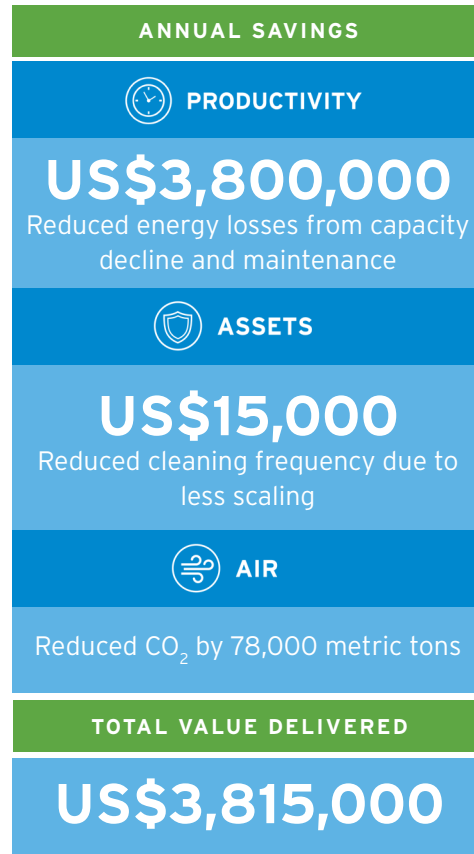 ANNUAL SAVINGS
PRODUCTIVITY
US$3,800,000
Reduced energy losses from capacity
decline and maintenance
ASSETS
US$15,000
Reduced cleaning frequency due to
less scaling
AIR
Reduced CO₂ by 78,000 metric tons
TOTAL VALUE DELIVERED
US$3,815,000